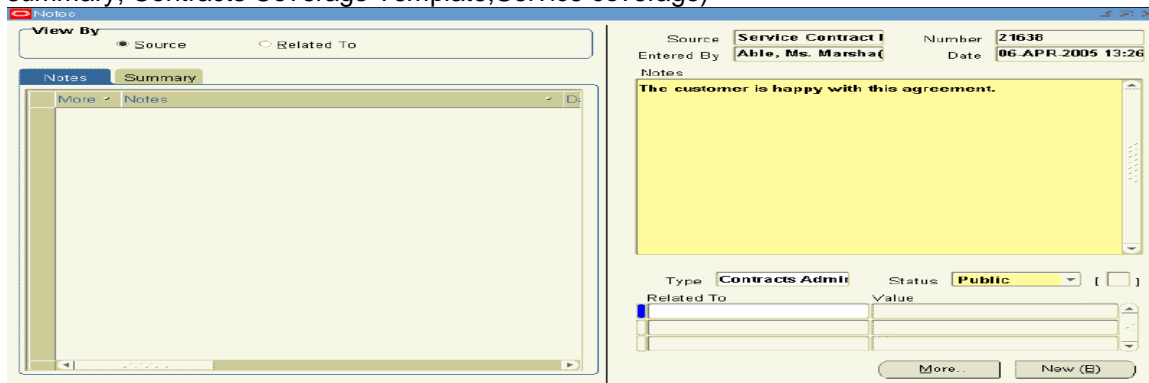 summary, Contracts Coverage Template,Service coverage)
Notes
View By
Source Related To
Notes Summary
More Notes
Source Service Contract Number 21638
Entered By Able, Ms. Marsha( Date 06-APR-2005 13:26
Notes
The customer is happy with this agreement.
Type Contracts Admi Status Public [ ]
Related To Value
More.. New (E)